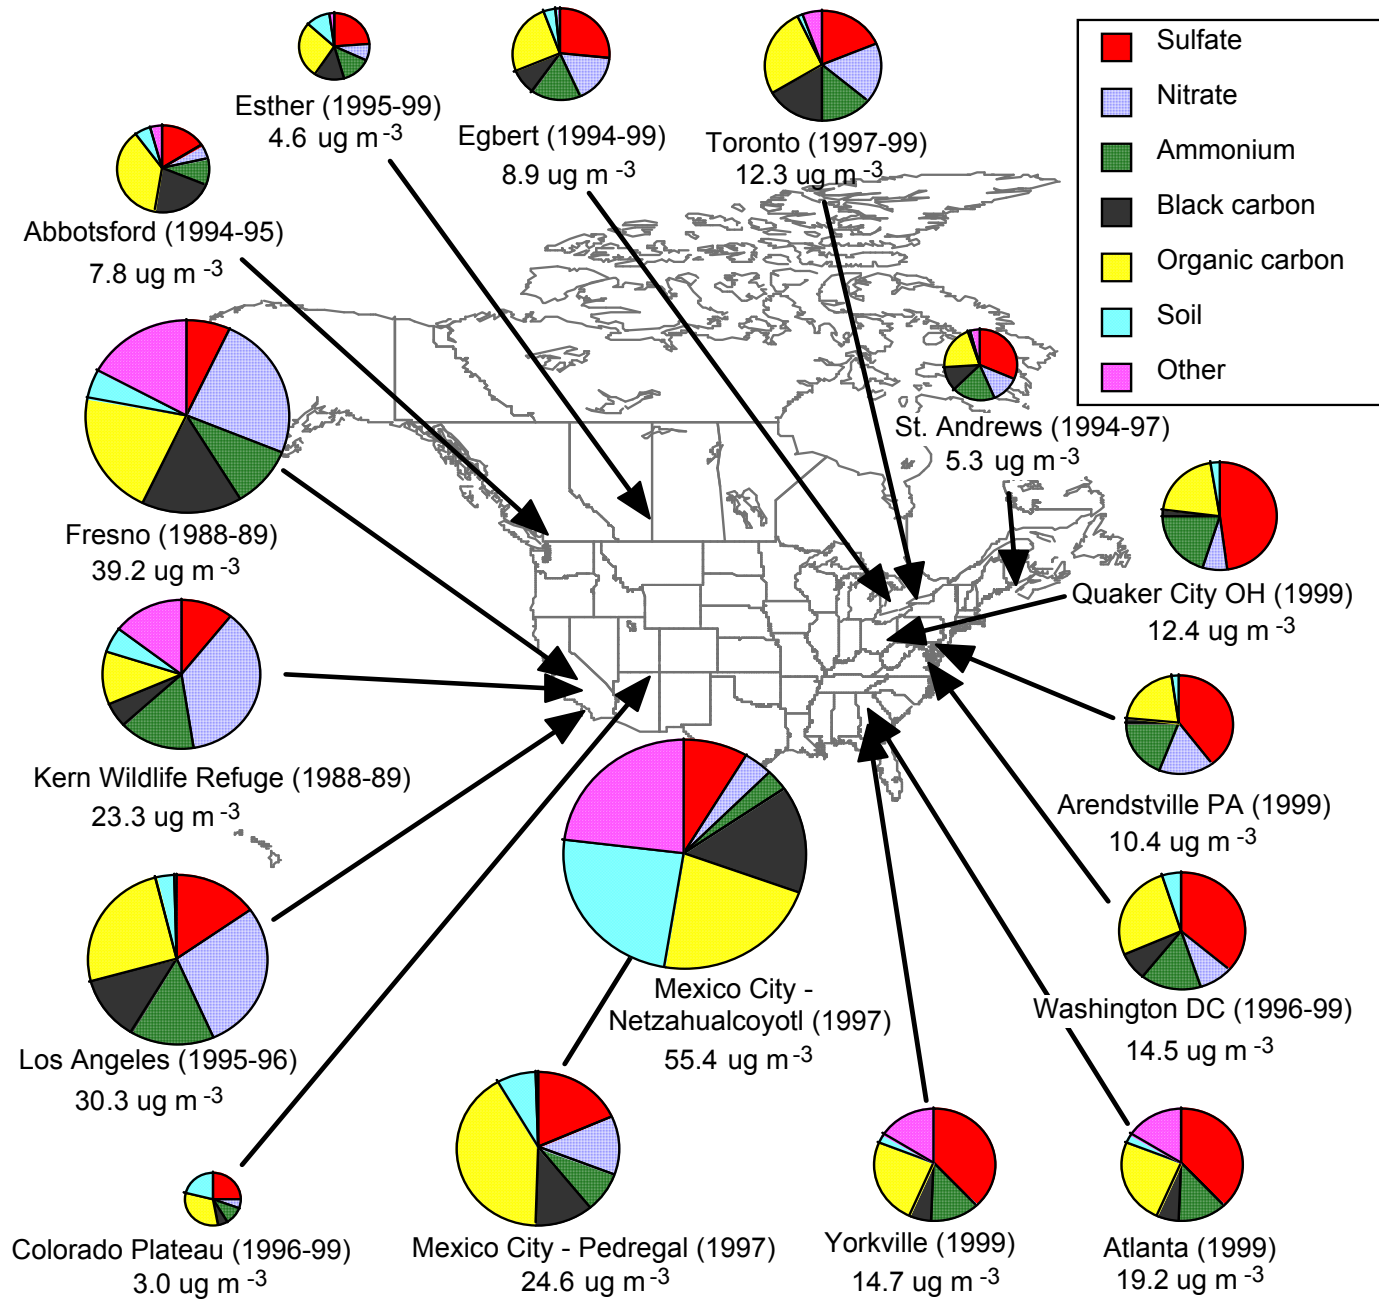 Esther (1995-99)
4.6 ug m -3
Egbert (1994-99)
8.9 ug m -3
Toronto (1997-99)
12.3 ug m -3
Sulfate
Nitrate
Ammonium
Black carbon
Organic carbon
Soil
Other
Abbotsford (1994-95)
7.8 ug m -3
St. Andrews (1994-97)
5.3 ug m -3
Fresno (1988-89)
39.2 ug m -3
Quaker City OH (1999)
12.4 ug m -3
Kern Wildlife Refuge (1988-89)
23.3 ug m -3
Arendstville PA (1999)
10.4 ug m -3
Mexico City -
Netzahualcoyotl (1997)
55.4 ug m -3
Washington DC (1996-99)
14.5 ug m -3
Los Angeles (1995-96)
30.3 ug m -3
Colorado Plateau (1996-99)
3.0 ug m -3
Mexico City - Pedregal (1997)
24.6 ug m -3
Yorkville (1999)
14.7 ug m -3
Atlanta (1999)
19.2 ug m -3